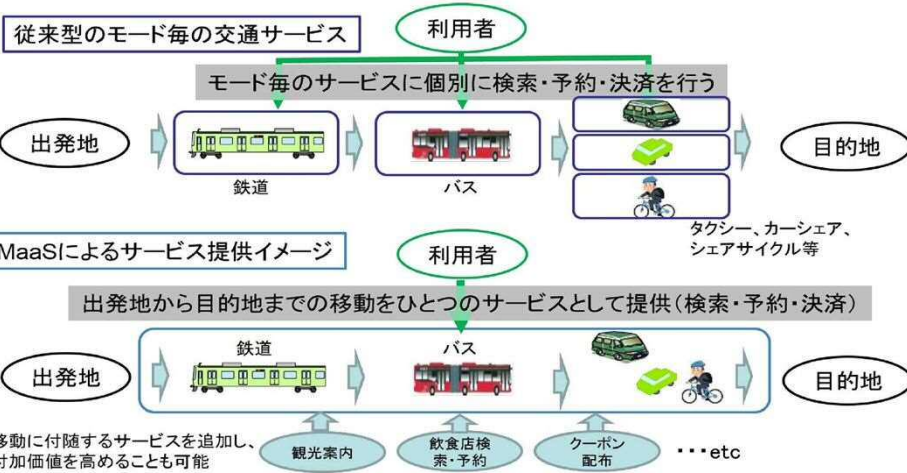 従来型のモード毎の交通サービス
利用者
モード毎のサービスに個別に検索・予約・決済を行う
出発地
目的地
鉄道
バス
タクシー、カーシェア、
シェアサイクル等
MaaSによるサービス提供イメージ
利用者
出発地から目的地までの移動をひとつのサービスとして提供(検索・予約・決済)
鉄道
バス
出発地
目的地
移動に付随するサービスを追加し、
付加価値を高めることも可能
観光案内
飲食店検
索・予約
クーポン
配布
・・・etc